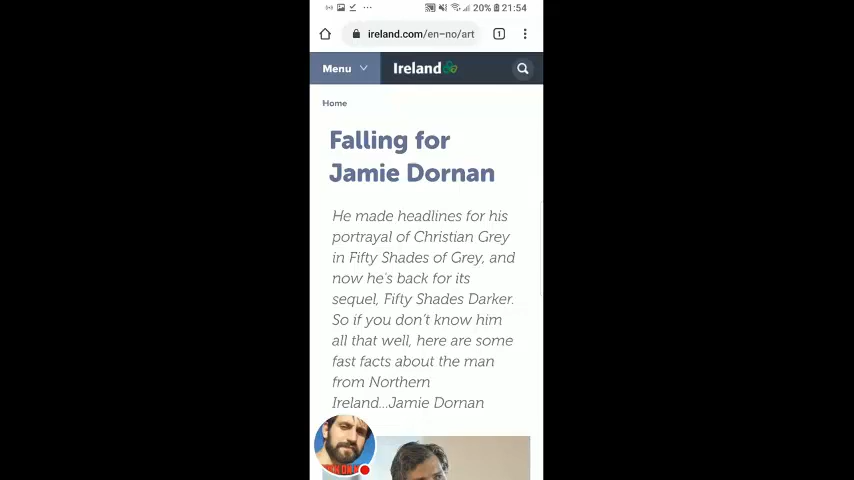 20% 21:54
ireland.com/en-no/art
1
Menu
Ireland
Home
Falling for
Jamie Dornan
He made headlines for his
portrayal of Christian Grey
in Fifty Shades of Grey, and
now he's back for its
sequel, Fifty Shades Darker.
So if you don't know him
all that well, here are some
fast facts about the man
from Northern
Ireland...Jamie Dornan